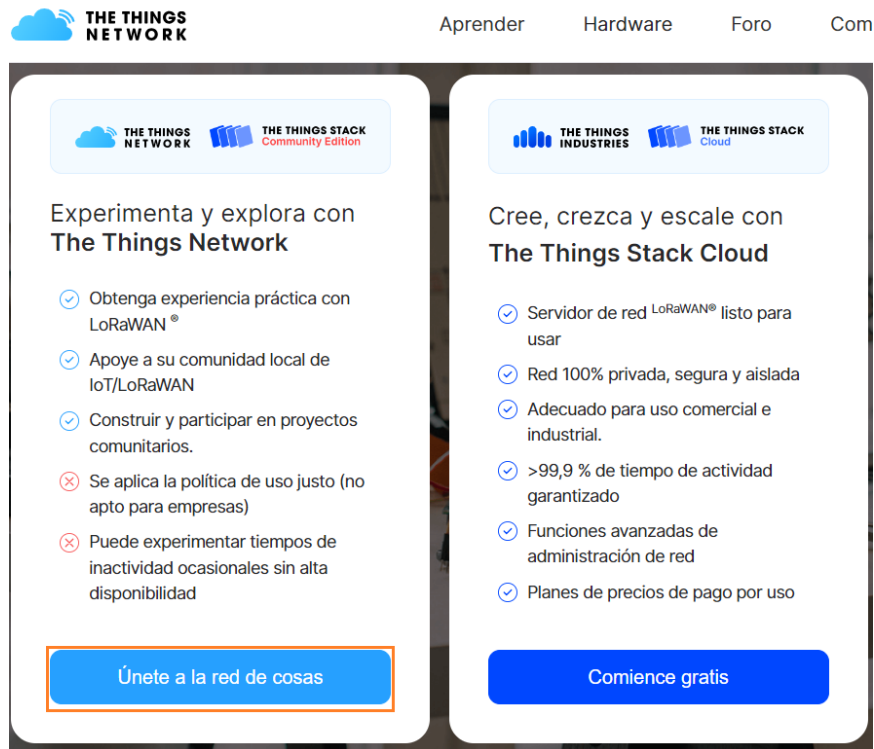 THE THINGS
NETWORK
Aprender Hardware Foro Com
THE THINGS
NETWORK
THE THINGS STACK
Community Edition
Experimenta y explora con
The Things Network
Obtenga experiencia práctica con
LoRaWAN ®
Apoye a su comunidad local de
IoT/LoRaWAN
Construir y participar en proyectos
comunitarios.
Se aplica la política de uso justo (no
apto para empresas)
Puede experimentar tiempos de
inactividad ocasionales sin alta
disponibilidad
Únete a la red de cosas
THE THINGS
INDUSTRIES
THE THINGS STACK
Cloud
Cree, crezca y escale con
The Things Stack Cloud
Servidor de red LoRaWAN® listo para
usar
Red 100% privada, segura y aislada
Adecuado para uso comercial e
industrial.
>99,9 % de tiempo de actividad
garantizado
Funciones avanzadas de
administración de red
Planes de precios de pago por uso
Comience gratis